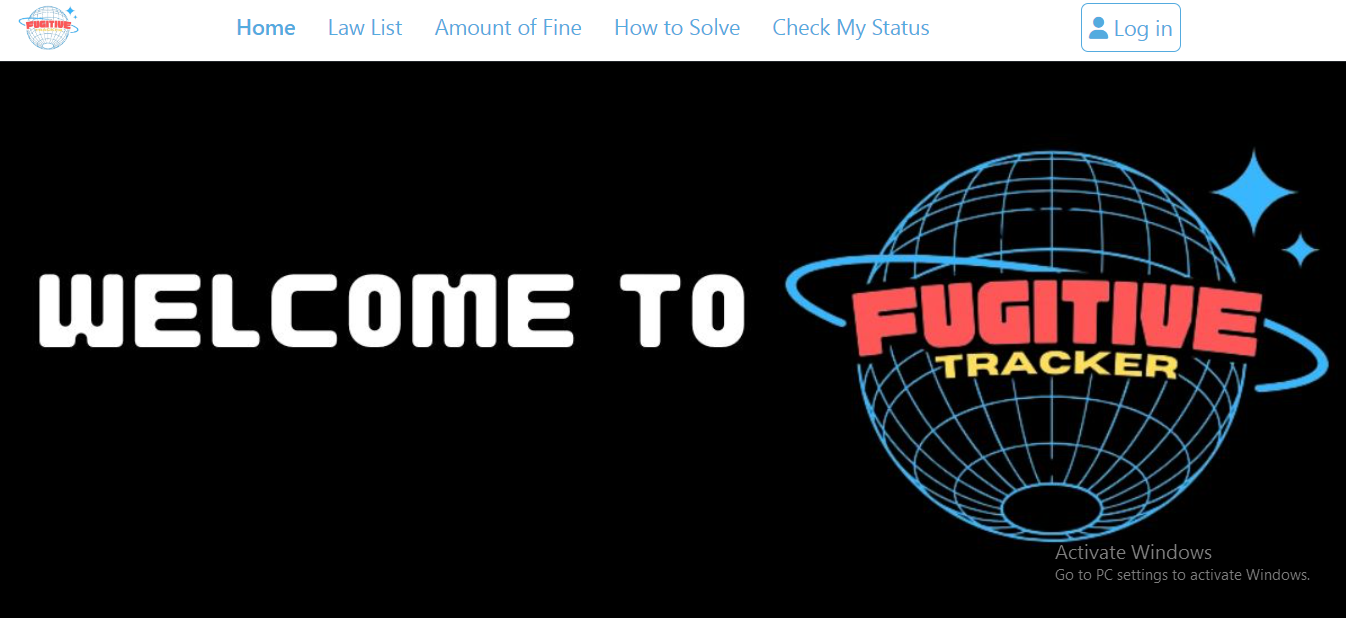 FUGITIVE
Home Law List Amount of Fine How to Solve Check My Status Log in
WELCOME TO
FUGITIVE
TRACKER
Activate Windows
Go to PC settings to activate Windows.